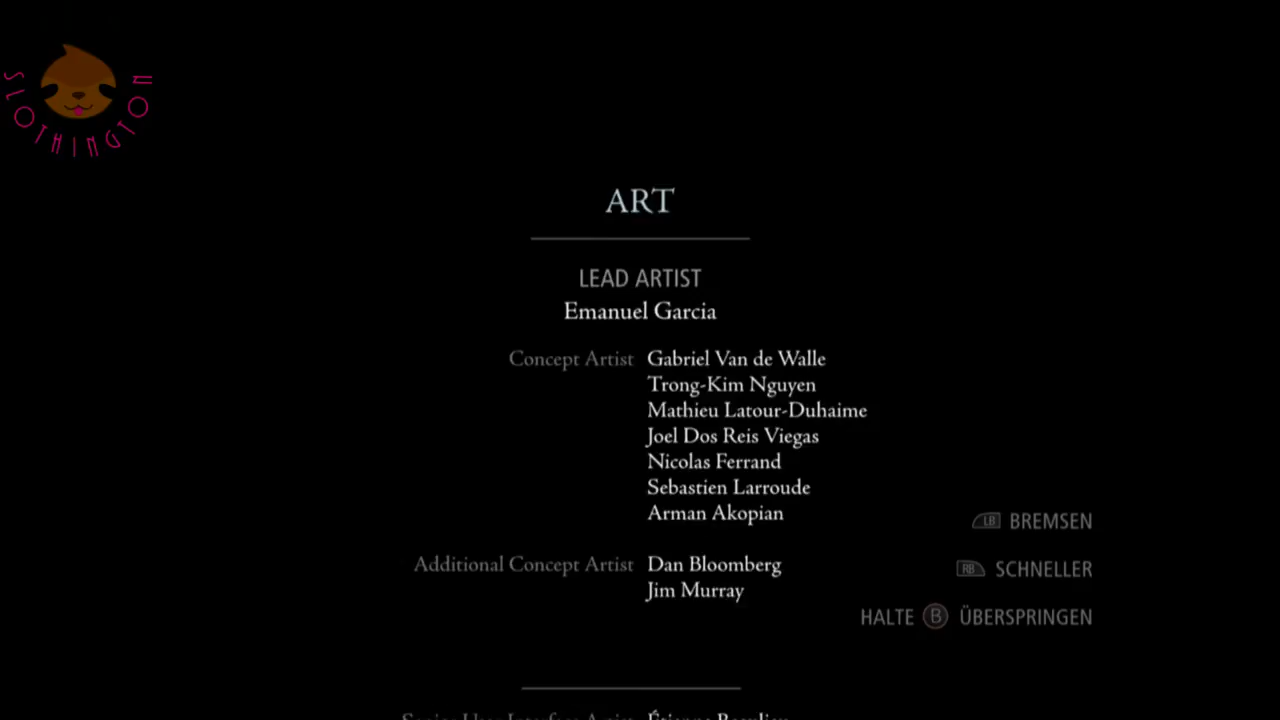 SLOTHINGTON
ART
LEAD ARTIST
Emanuel Garcia
Concept Artist Gabriel Van de Walle
Trong-Kim Nguyen
Mathieu Latour-Duhaime
Joel Dos Reis Viegas
Nicolas Ferrand
Sebastien Larroude
Arman Akopian
LB BREMSEN
Additional Concept Artist Dan Bloomberg
RB SCHNELLER
Jim Murray
HALTE B ÜBERSPRINGEN